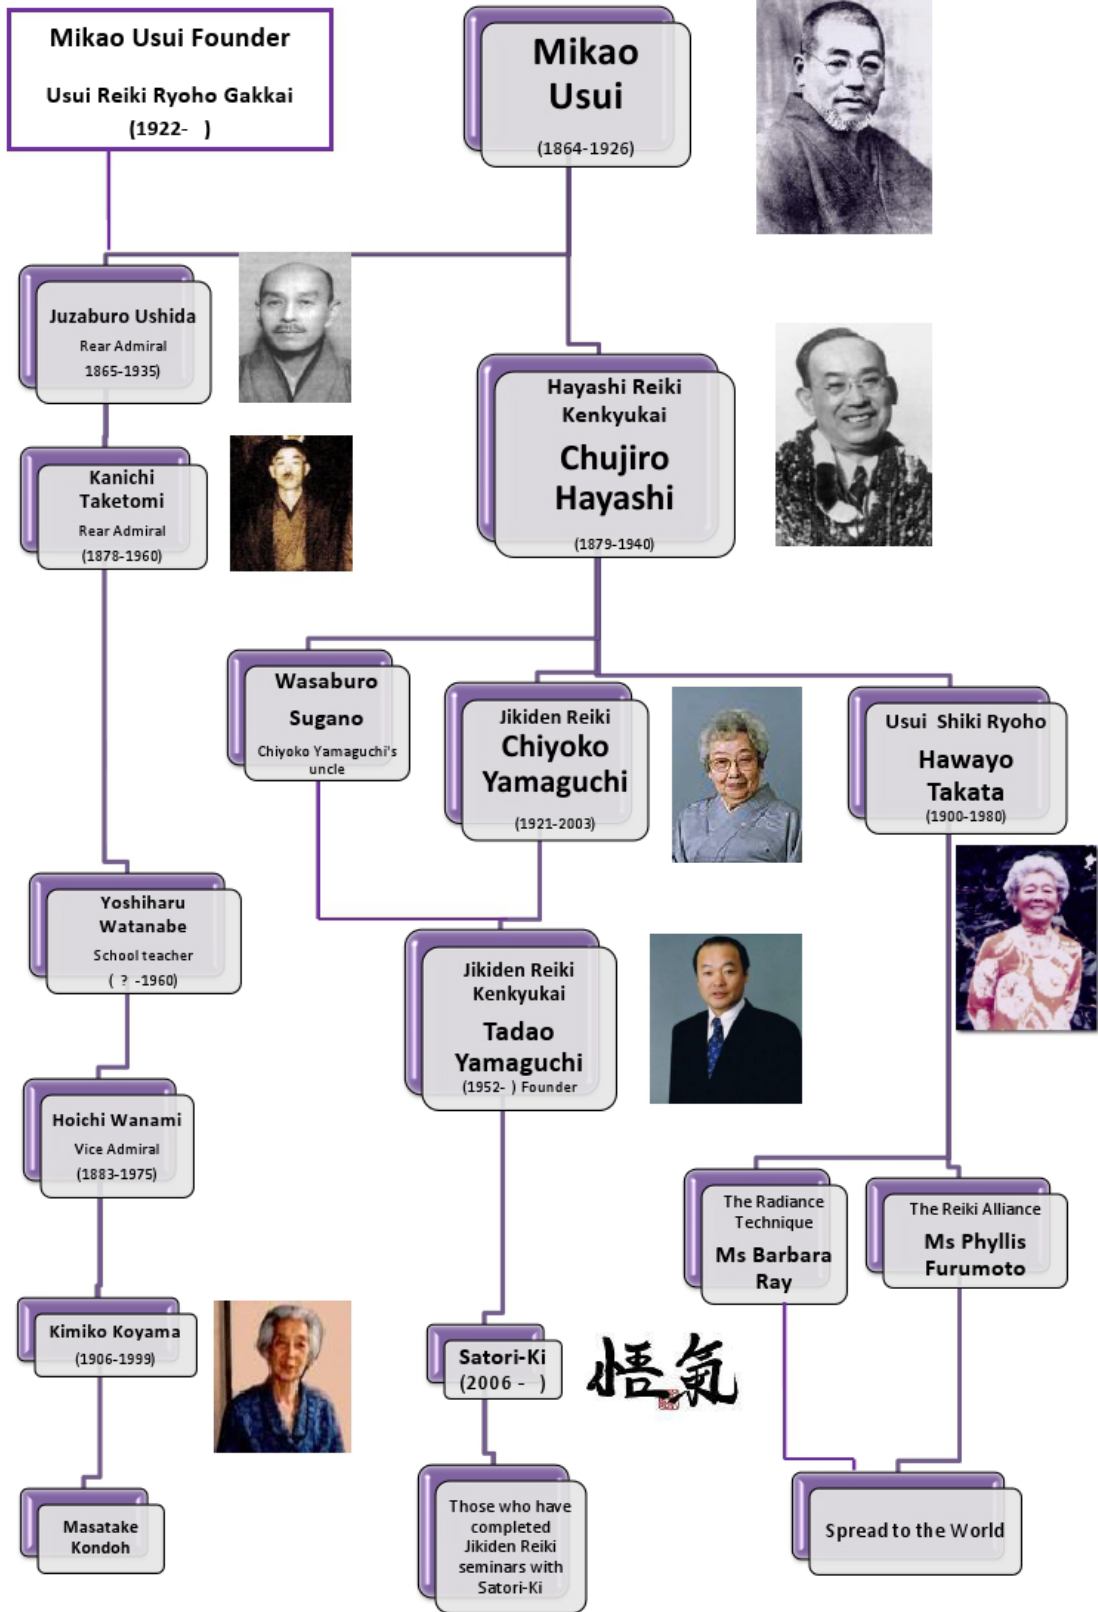 Mikao Usui Founder
Usui Reiki Ryoho Gakkai
(1922-   )
Mikao
Usui
(1864-1926)
Juzaburo Ushida
Rear Admiral
1865-1935)
Kanichi
Taketomi
Rear Admiral
(1878-1960)
Hayashi Reiki
Kenkyukai
Chujiro
Hayashi
(1879-1940)
Wasaburo
Sugano
Chiyoko Yamaguchi's
uncle
Jikiden Reiki
Chiyoko
Yamaguchi
(1921-2003)
Usui  Shiki Ryoho
Hawayo
Takata
(1900-1980)
Yoshiharu
Watanabe
School teacher
( ? -1960)
Jikiden Reiki
Kenkyukai
Tadao
Yamaguchi
(1952- ) Founder
Hoichi Wanami
Vice Admiral
(1883-1975)
The Radiance
Technique
Ms Barbara
Ray
The Reiki Alliance
Ms Phyllis
Furumoto
Kimiko Koyama
(1906-1999)
Satori-Ki
(2006 -   )
悟氣
Masatake
Kondoh
Those who have
completed
Jikiden Reiki
seminars with
Satori-Ki
Spread to the World